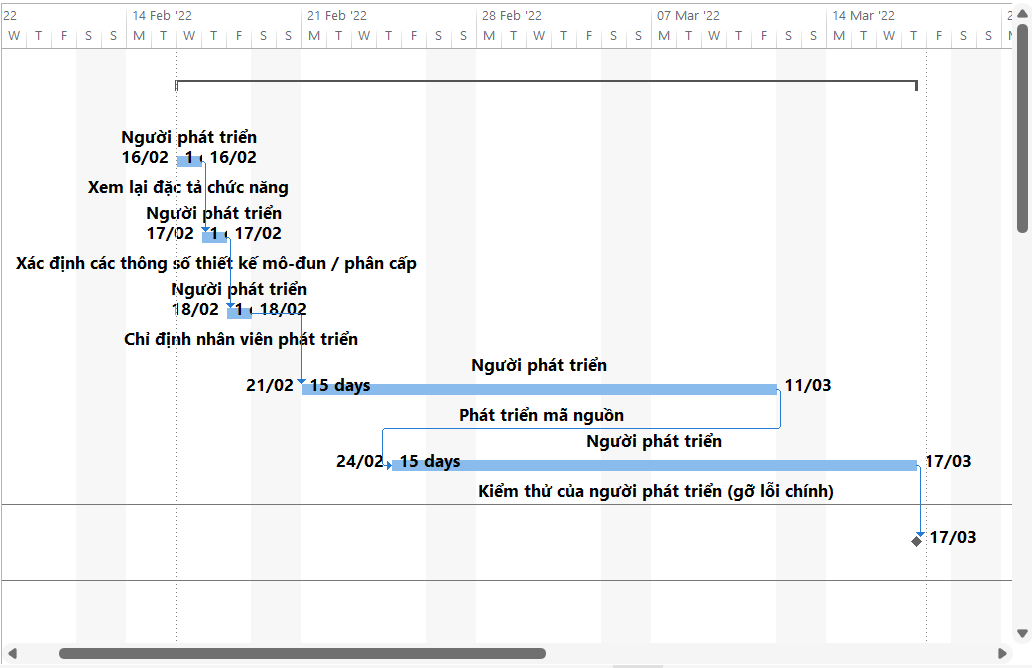 22 14 Feb '22 21 Feb '22 28 Feb '22 07 Mar '22 14 Mar '22
W T F S S M T W T F S S M T W T F S S M T W T F S S M T W T F S S M T W T F S S
Người phát triển
16/02 1 16/02
Xem lại đặc tả chức năng
Người phát triển
17/02 1 17/02
Xác định các thông số thiết kế mô-đun / phân cấp
Người phát triển
18/02 1 18/02
Chỉ định nhân viên phát triển
Người phát triển
21/02 15 days 11/03
Phát triển mã nguồn
Người phát triển
24/02 15 days 17/03
Kiểm thử của người phát triển (gỡ lỗi chính)
17/03